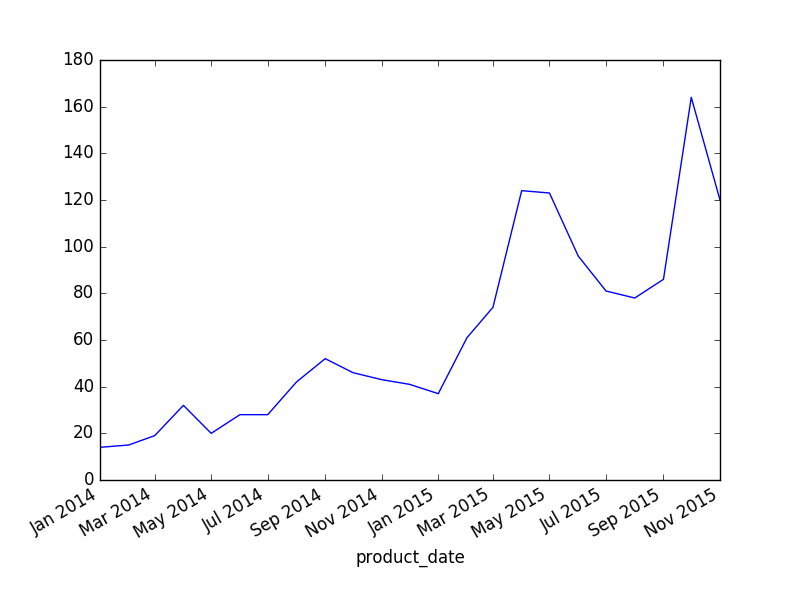 180
160
140
120
100
80
60
40
20
0
Jan 2014
Mar 2014
May 2014
Jul 2014
Sep 2014
Nov 2014
Jan 2015
Mar 2015
May 2015
Jul 2015
Sep 2015
Nov 2015
product_date